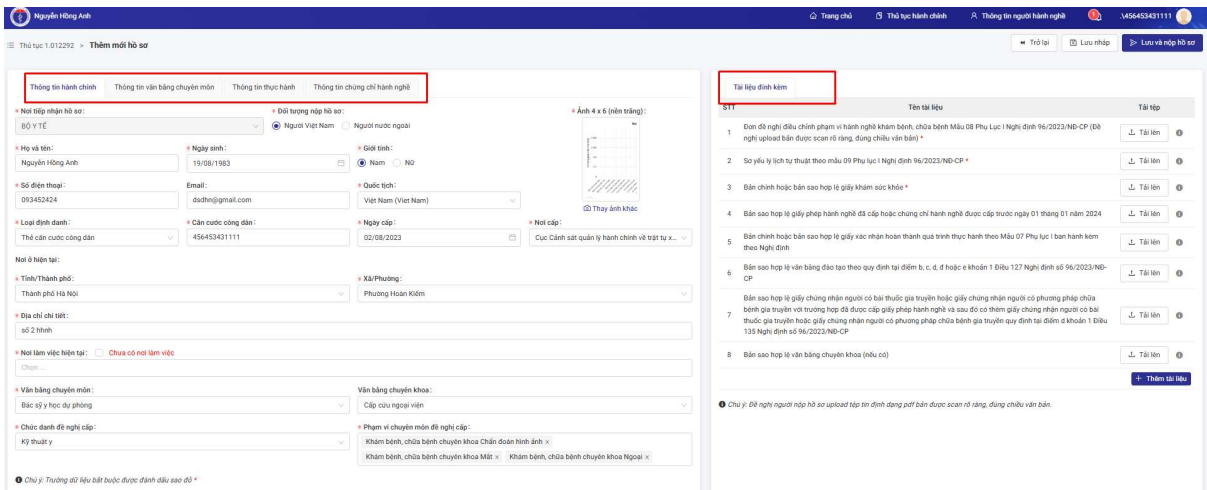 Nguyễn Hồng Anh
Trang chủ
Thủ tục hành chính
Thông tin người hành nghề
1
.\456453431111
Thủ tục 1.012292 > Thêm mới hồ sơ
Trở lại
Lưu nháp
Lưu và nộp hồ sơ
Thông tin hành chính
Thông tin văn bằng chuyên môn
Thông tin thực hành
Thông tin chứng chỉ hành nghề
* Nơi tiếp nhận hồ sơ:
BỘ Y TẾ
* Đối tượng nộp hồ sơ:
Người Việt Nam
Người nước ngoài
* Ảnh 4 x 6 (nền trắng):
* Họ và tên:
Nguyễn Hồng Anh
* Ngày sinh:
19/08/1983
* Giới tính:
Nam
Nữ
* Số điện thoại:
093452424
Email:
dsdhn@gmail.com
* Quốc tịch:
Việt Nam (Viet Nam)
Thay ảnh khác
* Loại định danh:
Thẻ căn cước công dân
* Căn cước công dân:
456453431111
* Ngày cấp:
02/08/2023
* Nơi cấp:
Cục Cảnh sát quản lý hành chính về trật tự x...
Nơi ở hiện tại:
* Tỉnh/Thành phố:
Thành phố Hà Nội
* Xã/Phường:
Phường Hoàn Kiếm
* Địa chỉ chi tiết:
số 2 hhnh
* Nơi làm việc hiện tại:
Chưa có nơi làm việc
Chọn ...
* Văn bằng chuyên môn:
Bác sỹ y học dự phòng
Văn bằng chuyên khoa:
Cấp cứu ngoại viện
* Chức danh đề nghị cấp:
Kỹ thuật y
* Phạm vi chuyên môn đề nghị cấp:
Khám bệnh, chữa bệnh chuyên khoa Chẩn đoán hình ảnh ×
Khám bệnh, chữa bệnh chuyên khoa Mắt × Khám bệnh, chữa bệnh chuyên khoa Ngoại ×
Chú ý: Trường dữ liệu bắt buộc được đánh dấu sao đỏ *
Tài liệu đính kèm
STT Tên tài liệu Tải tệp
1 Đơn đề nghị điều chỉnh phạm vi hành nghề khám bệnh, chữa bệnh Mẫu 08 Phụ Lục I Nghị định 96/2023/NĐ-CP (Đề
nghị upload bản được scan rõ ràng, đúng chiều văn bản) *
Tải lên
2 Sơ yếu lý lịch tự thuật theo mẫu 09 Phụ lục I Nghị định 96/2023/NĐ-CP *
Tải lên
3 Bản chính hoặc bản sao hợp lệ giấy khám sức khỏe *
Tải lên
4 Bản sao hợp lệ giấy phép hành nghề đã cấp hoặc chứng chỉ hành nghề được cấp trước ngày 01 tháng 01 năm 2024
Tải lên
5 Bản chính hoặc bản sao hợp lệ giấy xác nhận hoàn thành quá trình thực hành theo Mẫu 07 Phụ lục I ban hành kèm
theo Nghị định
Tải lên
6 Bản sao hợp lệ văn bằng đào tạo theo quy định tại điểm b, c, d, đ hoặc e khoản 1 Điều 127 Nghị định số 96/2023/NĐ-
CP
Tải lên
7 Bản sao hợp lệ giấy chứng nhận người có bài thuốc gia truyền hoặc giấy chứng nhận người có phương pháp chữa
bệnh gia truyền với trường hợp đã được cấp giấy phép hành nghề và sau đó có thêm giấy chứng nhận người có bài
thuốc gia truyền hoặc giấy chứng nhận người có phương pháp chữa bệnh gia truyền quy định tại điểm d khoản 1 Điều
135 Nghị định số 96/2023/NĐ-CP
Tải lên
8 Bản sao hợp lệ văn bằng chuyên khoa (nếu có)
Tải lên
+ Thêm tài liệu
Chú ý: Đề nghị người nộp hồ sơ upload tệp tin định dạng pdf bản được scan rõ ràng, đúng chiều văn bản.